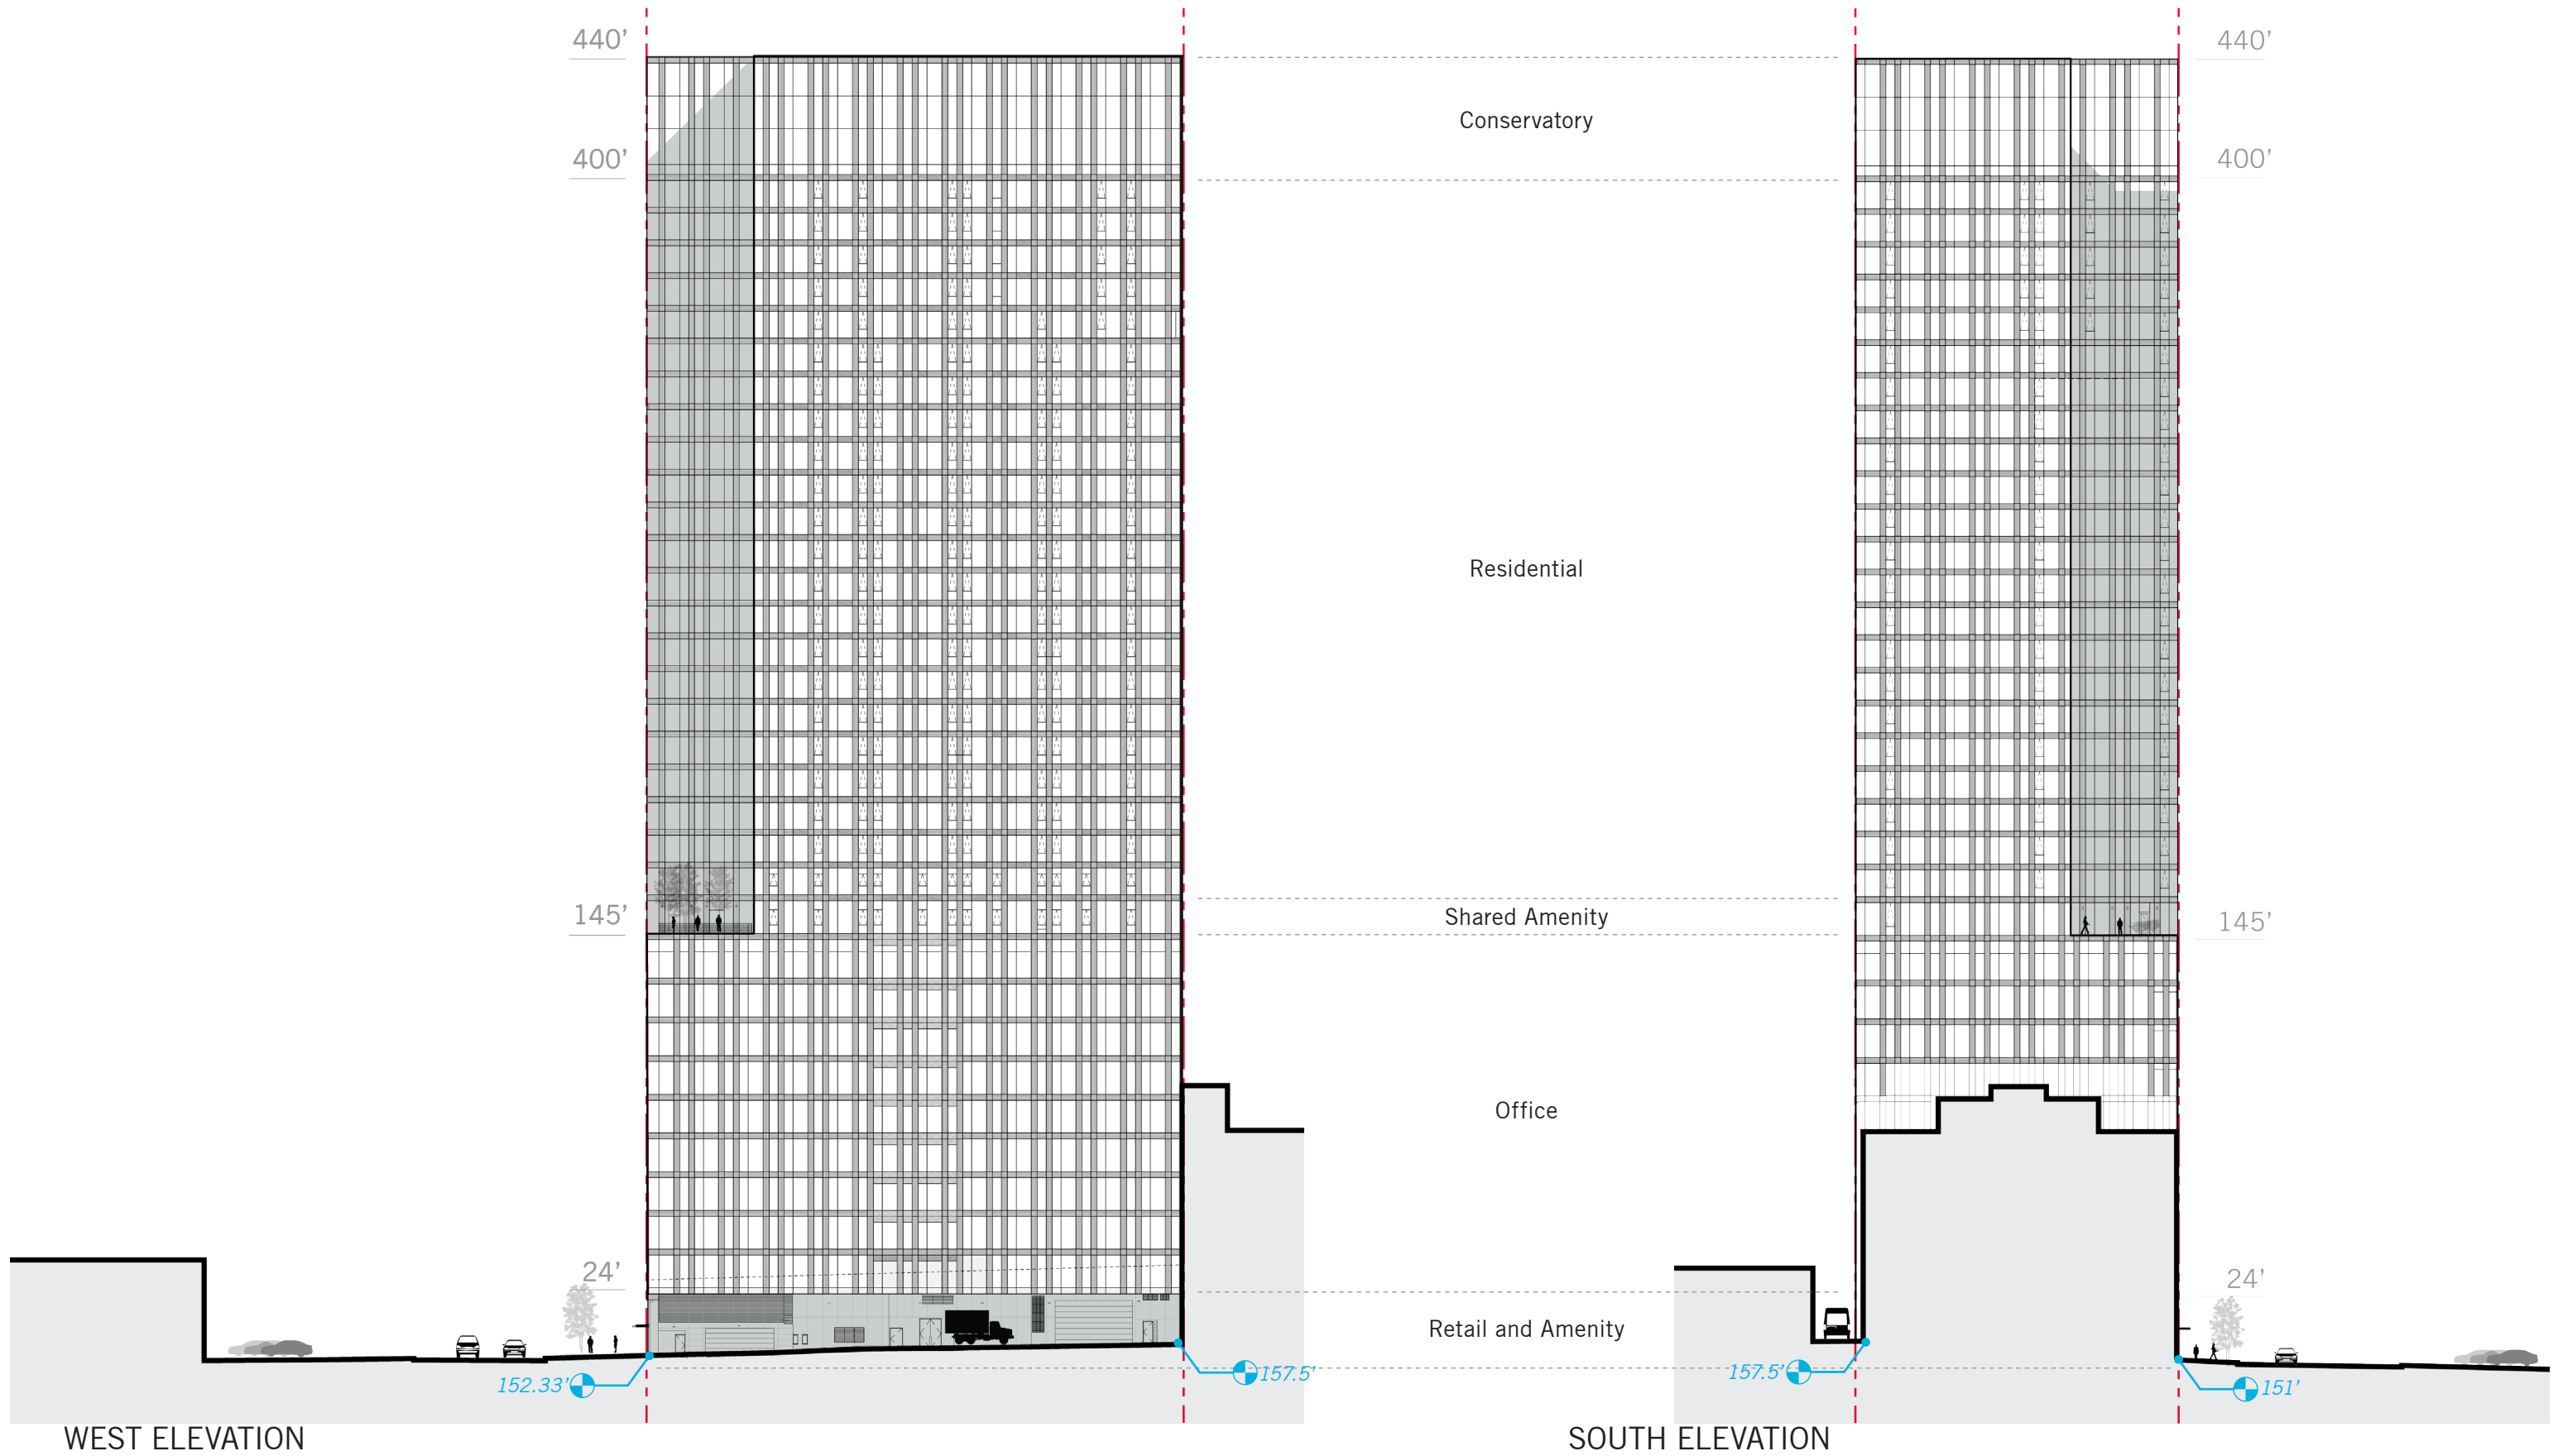 440’
440’
Conservatory
400’
400’
Residential
145’
Shared Amenity
145’
Office
24’
24’
Retail and Amenity
152.33’
157.5’
157.5’
151’
WEST ELEVATION
SOUTH ELEVATION